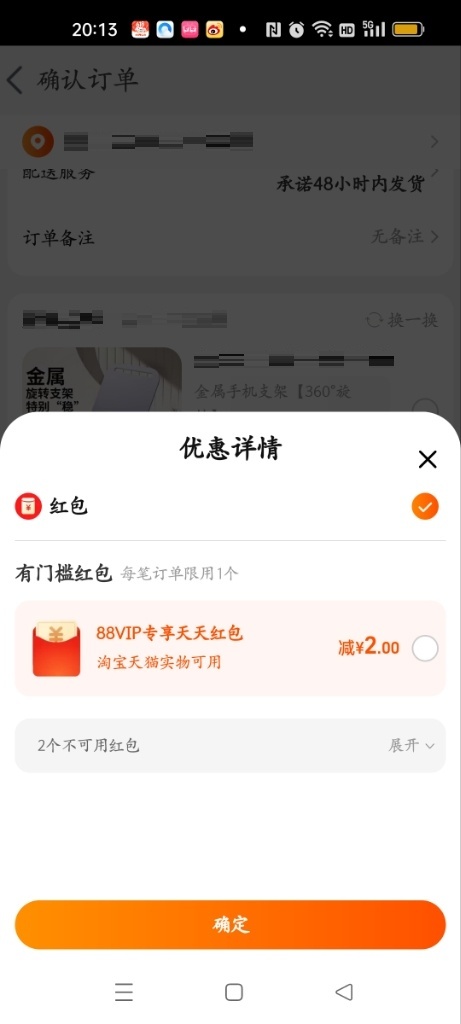 20:13
HD 5G
确认订单
配送服务
承诺48小时内发货
订单备注
无备注
换一换
金属
旋转支架
特别“稳”
金属手机支架【360°旋
优惠详情
红包
有门槛红包 每笔订单限用1个
88VIP专享天天红包
淘宝天猫实物可用
减¥2.00
2个不可用红包
展开
确定